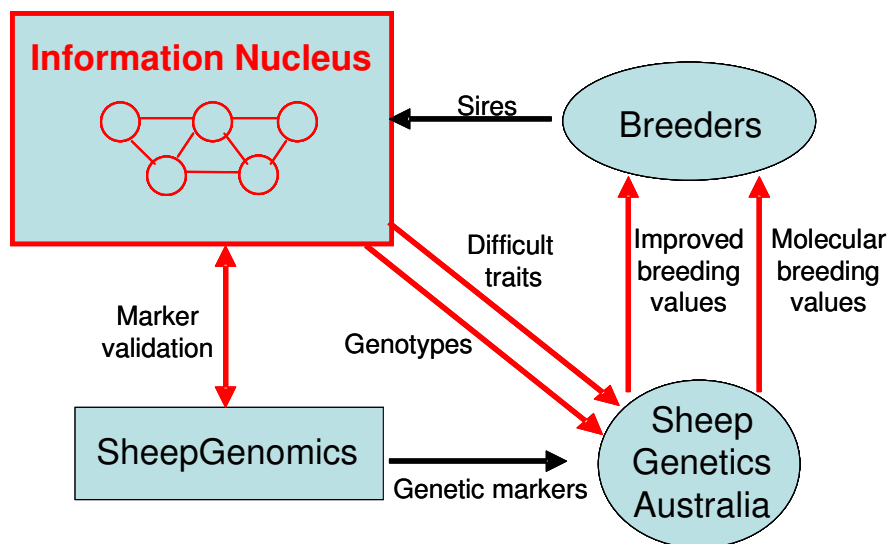 Information Nucleus
Sires
Breeders
Difficult
traits
Improved
breeding
values
Molecular
breeding
values
Marker
validation
Genotypes
SheepGenomics
Genetic markers
Sheep
Genetics
Australia